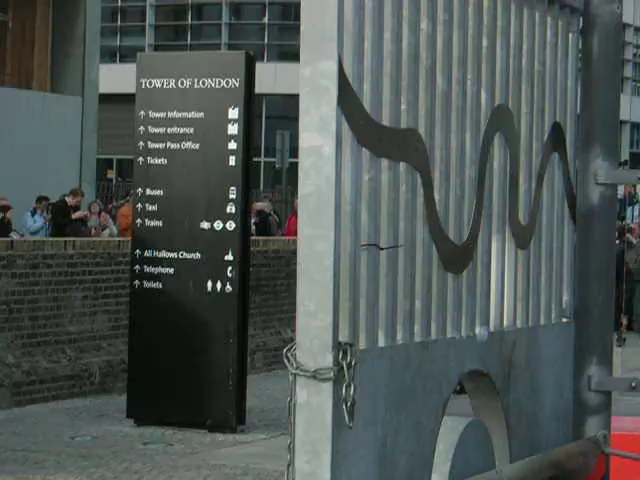 TOWER OF LONDON
Tower Information
Tower entrance
Tower Pass Office
Tickets
Buses
Taxi
Trains
All Hallows Church
Telephone
Toilets